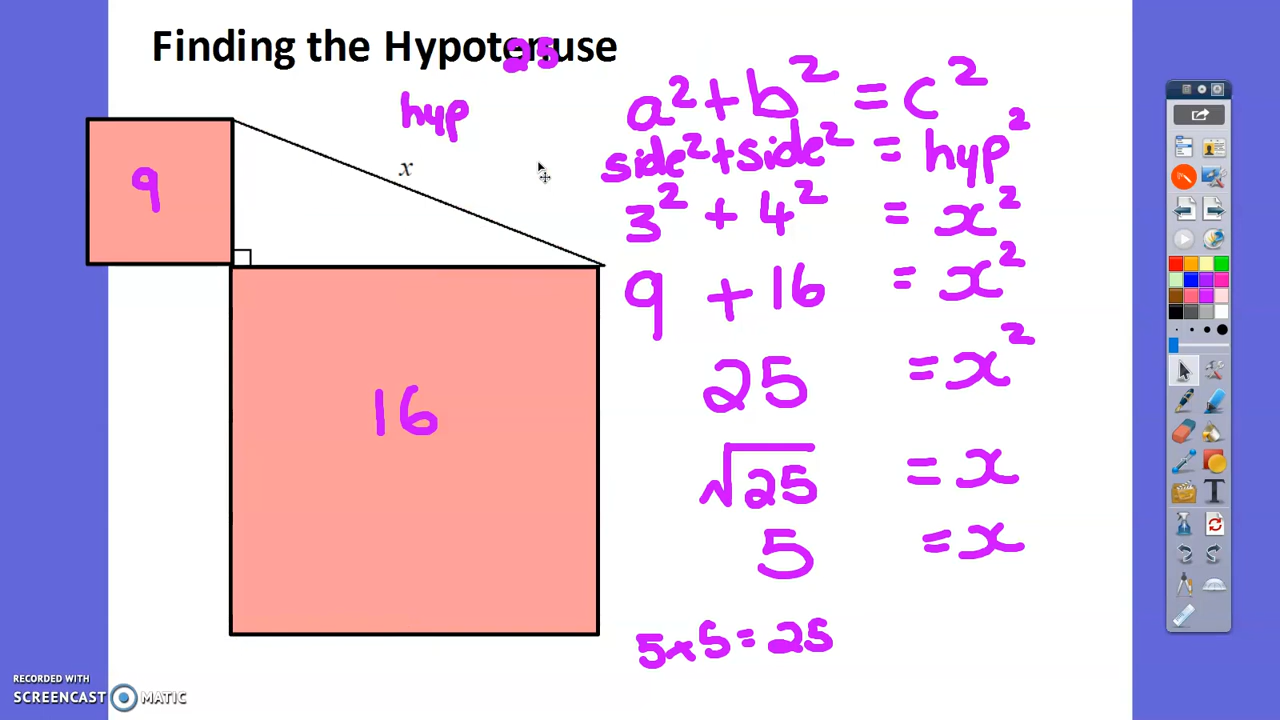 Finding the Hypotenuse
25
hyp
x
9
16
a² + b² = c²
side² + side² = hyp²
3² + 4² = x²
9 + 16 = x²
25 = x²
√25 = x
5 = x
5 x 5 = 25
T
RECORDED WITH
SCREENCAST MATIC